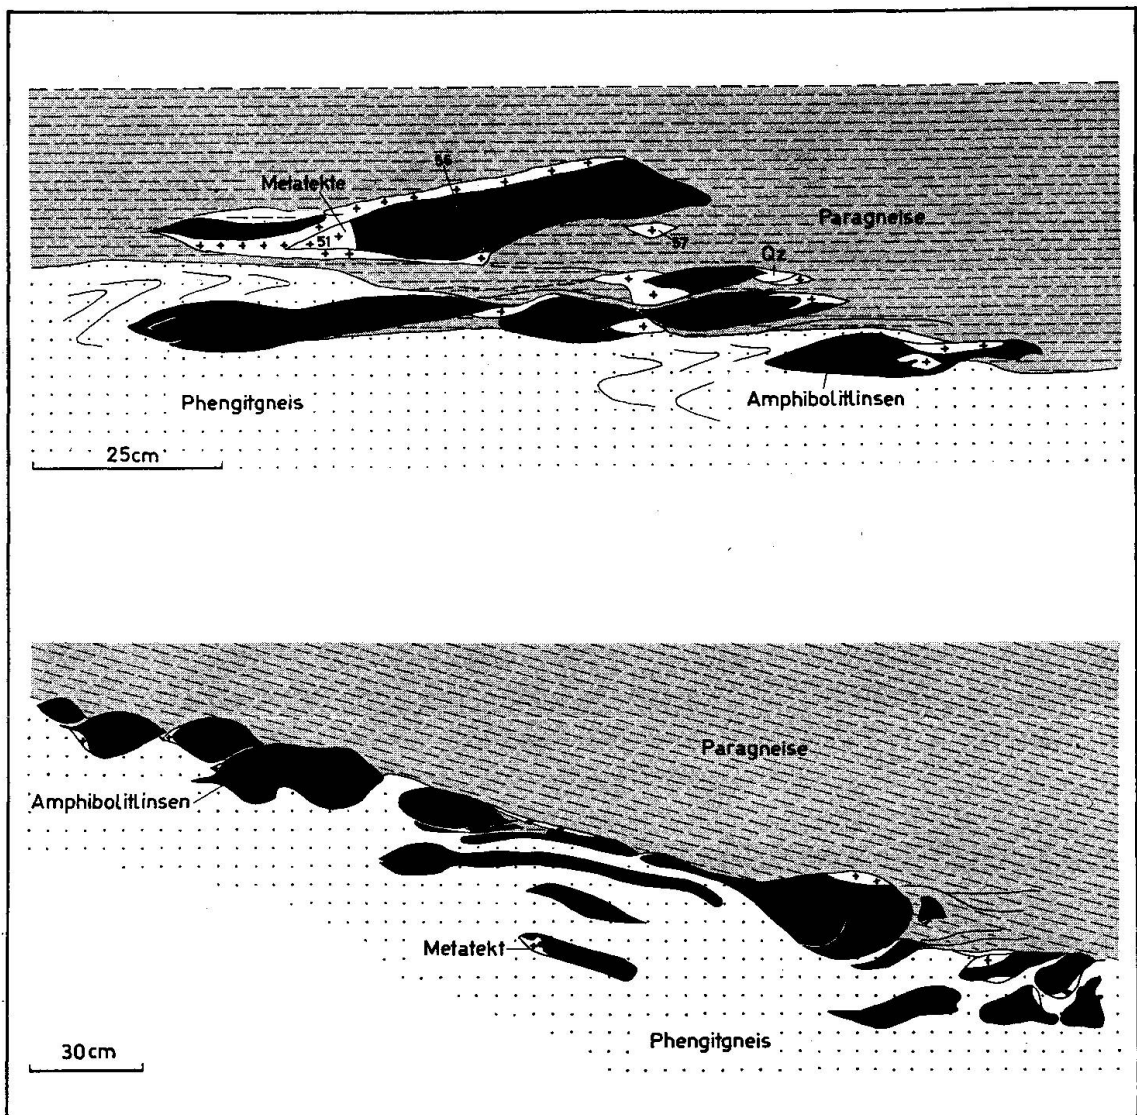 56
Metatekte
Paragneise
51
57
Qz
Phengitgneis
Amphibolitlinsen
25cm
Paragneise
Amphibolitlinsen
Metatekt
Phengitgneis
30cm